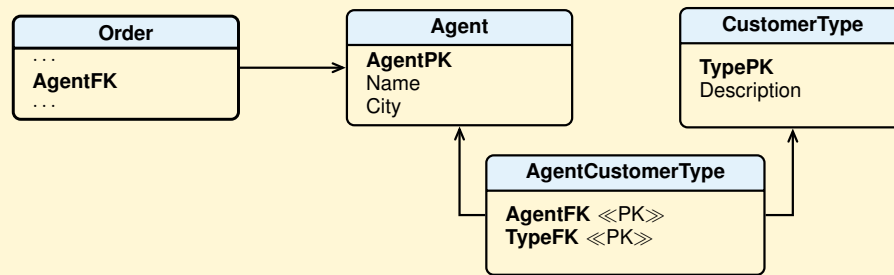 Order
. . .
AgentFK
. . .
Agent
AgentPK
Name
City
CustomerType
TypePK
Description
AgentCustomerType
AgentFK ≪PK≫
TypeFK ≪PK≫